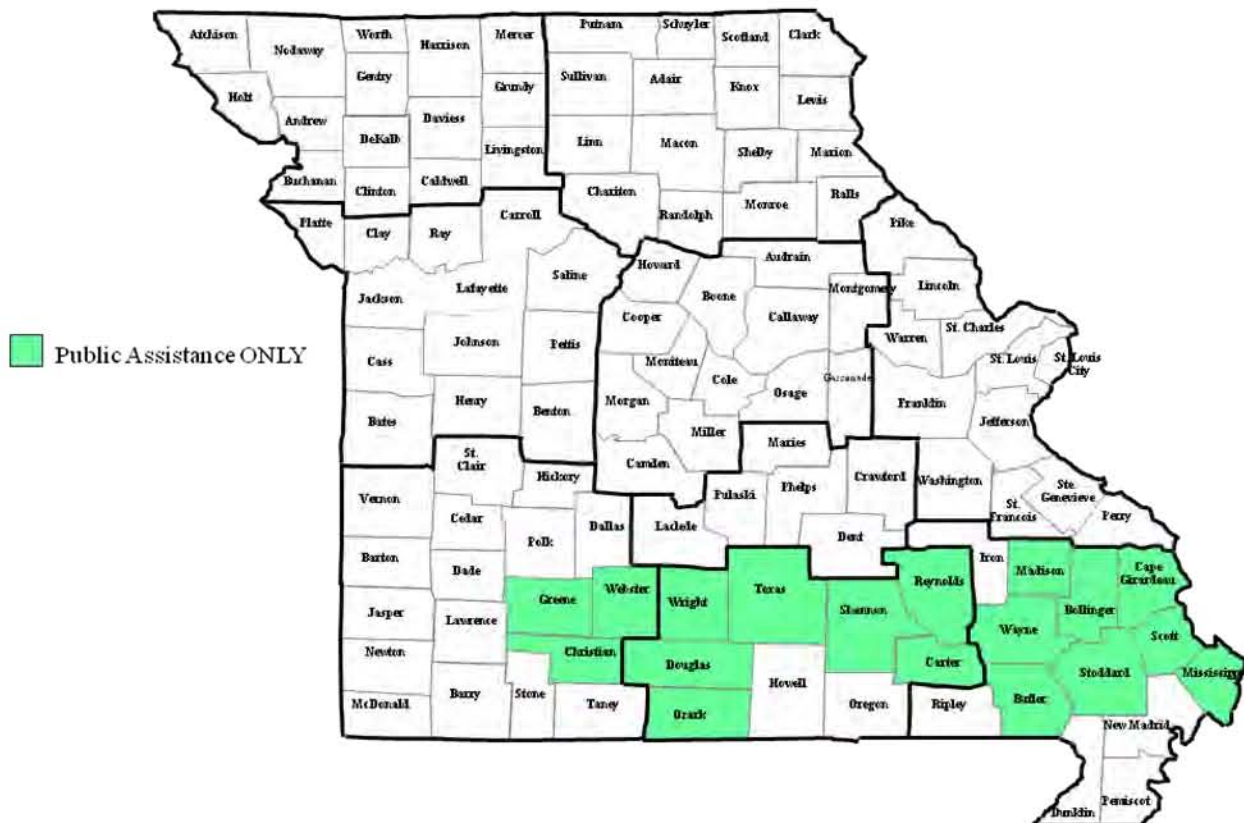 Atchison
Nodaway
Worth
Harrison
Mercer
Putnam
Schuyler
Scotland
Clark
Holt
Gentry
Grundy
Sullivan
Adair
Knox
Lewis
Andrew
DeKalb
Daviess
Livingston
Linn
Macon
Shelby
Marion
Buchanan
Clinton
Caldwell
Chariton
Randolph
Monroe
Ralls
Platte
Clay
Ray
Carroll
Pike
Jackson
Lafayette
Saline
Howard
Boone
Audrain
Callaway
Montgomery
Lincoln
Public Assistance ONLY
Cass
Johnson
Pettis
Cooper
Moniteau
Cole
Osage
Gasconade
Warren
St. Charles
St. Louis
St. Louis
City
Bates
Henry
Benton
Morgan
Miller
Franklin
Jefferson
St.
Clair
Hickory
Camden
Maries
Phelps
Crawford
Washington
St.
Francois
Ste.
Genevieve
Perry
Vernon
Cedar
Polk
Dallas
Laclede
Pulaski
Dent
Iron
Madison
Bollinger
Cape
Girardeau
Barton
Dade
Greene
Webster
Wright
Texas
Shannon
Reynolds
Wayne
Scott
Jasper
Lawrence
Christian
Douglas
Carter
Stoddard
Mississippi
Newton
McDonald
Barry
Stone
Taney
Ozark
Howell
Oregon
Ripley
Butler
New Madrid
Dunklin
Pemiscot